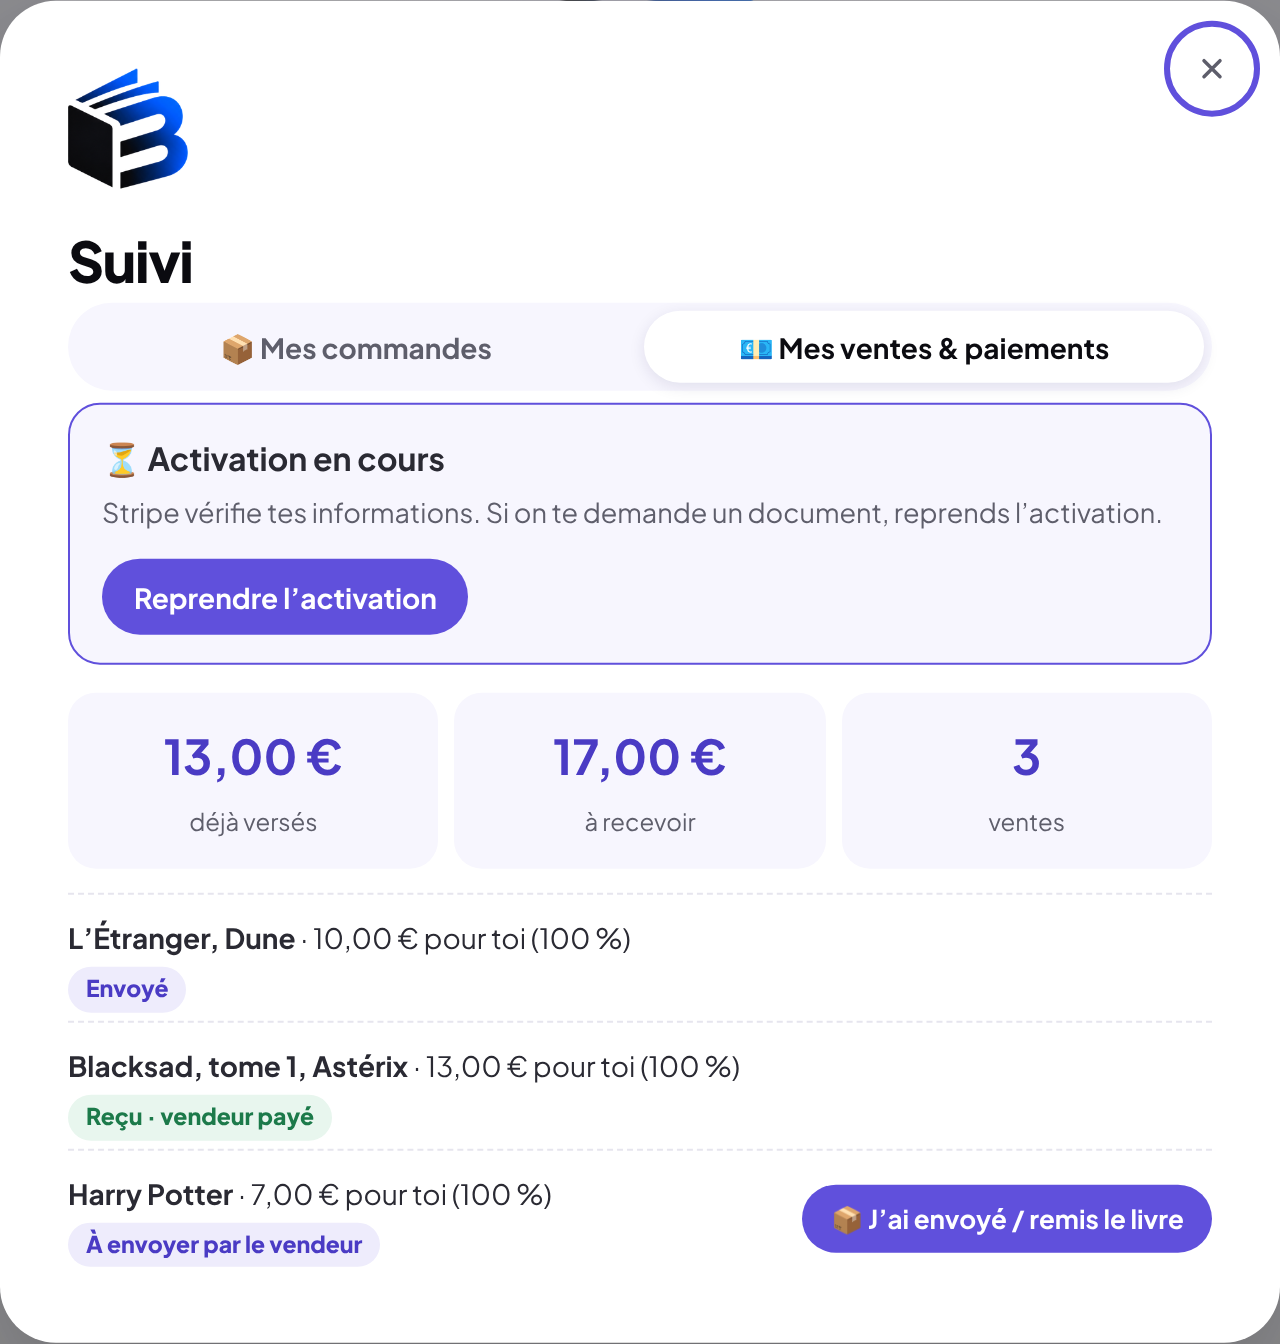 Suivi
📦 Mes commandes
💶 Mes ventes & paiements
⏳ Activation en cours
Stripe vérifie tes informations. Si on te demande un document, reprends l’activation.
Reprendre l’activation
13,00 €
déjà versés
17,00 €
à recevoir
3
ventes
L’Étranger, Dune · 10,00 € pour toi (100 %)
Envoyé
Blacksad, tome 1, Astérix · 13,00 € pour toi (100 %)
Reçu · vendeur payé
Harry Potter · 7,00 € pour toi (100 %)
À envoyer par le vendeur
📦 J’ai envoyé / remis le livre